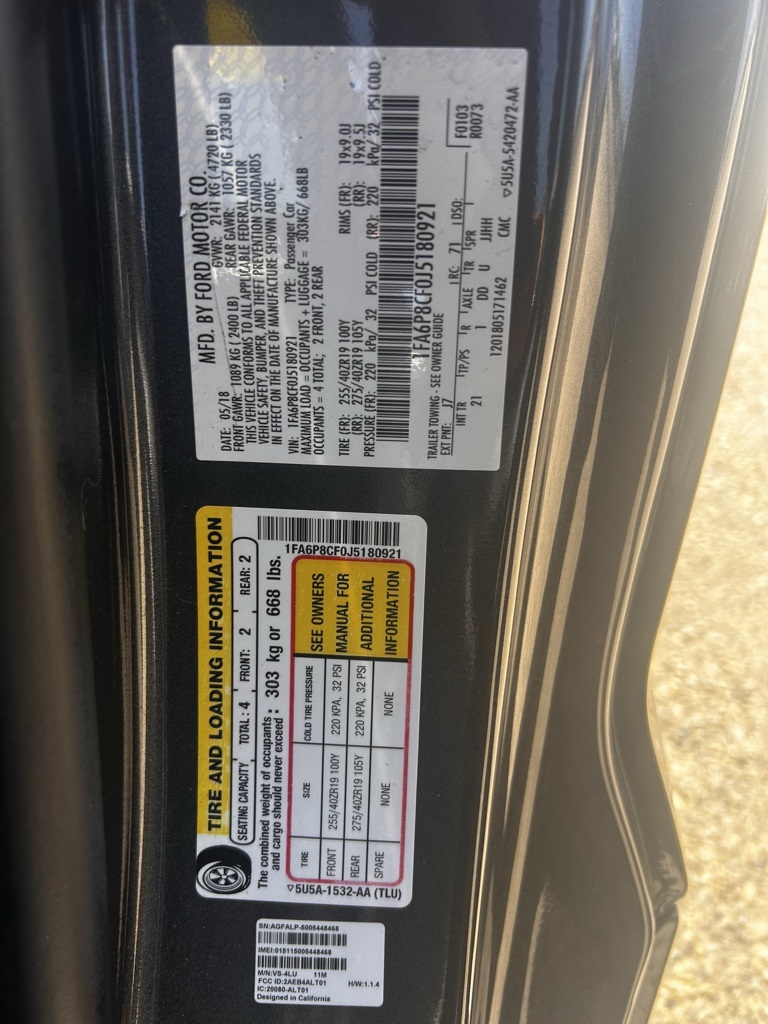 MFD. BY FORD MOTOR CO.
DATE: 05/18 GVWR: 2141 KG ( 4720 LB)
FRONT GAWR: 1089 KG ( 2400 LB) REAR GAWR: 1057 KG ( 2330 LB)
THIS VEHICLE CONFORMS TO ALL APPLICABLE FEDERAL MOTOR
VEHICLE SAFETY, BUMPER, AND THEFT PREVENTION STANDARDS
IN EFFECT ON THE DATE OF MANUFACTURE SHOWN ABOVE.
VIN: 1FA6P8CF0J5180921 TYPE: Passenger Car
MAXIMUM LOAD = OCCUPANTS + LUGGAGE = 303KG/ 668LB
OCCUPANTS = 4 TOTAL; 2 FRONT, 2 REAR
TIRE (FR): 255/40ZR19 100Y RIMS (FR): 19x9.0J
(RR): 275/40ZR19 105Y (RR): 19x9.5J
PRESSURE (FR): 220 kPa/ 32 PSI COLD (RR): 220 kPa/ 32 PSI COLD
1FA6P8CF0J5180921
TRAILER TOWING - SEE OWNER GUIDE
EXT PNT: J7 RC: 71 DSO: F0103
R0073
INT TR TP/PS R AXLE TR SPR
21 1 DD U JJHH
1201805171462 CMC
5U5A-5420472-AA
TIRE AND LOADING INFORMATION
SEATING CAPACITY TOTAL: 4 FRONT: 2 REAR: 2
The combined weight of occupants
and cargo should never exceed : 303 kg or 668 lbs.
1FA6P8CF0J5180921
TIRE SIZE COLD TIRE PRESSURE
FRONT 255/40ZR19 100Y 220 KPA, 32 PSI
REAR 275/40ZR19 105Y 220 KPA, 32 PSI
SPARE NONE NONE
SEE OWNERS
MANUAL FOR
ADDITIONAL
INFORMATION
5U5A-1532-AA (TLU)
SN:AGFALP-5005448468
IMEI:015115005448468
M/N:VS-4LU 11M
FCC ID:2AEB4ALT01
IC:20080-ALT01 H/W:1.1.4
Designed in California